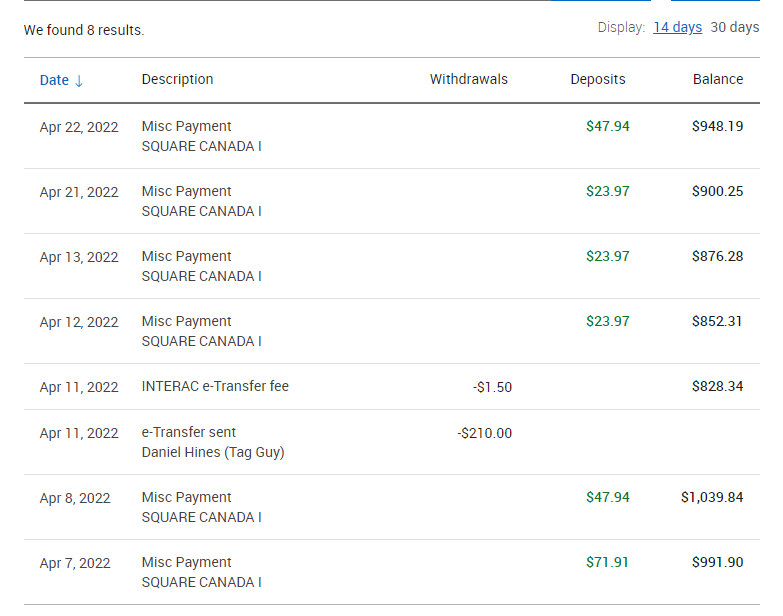 We found 8 results.
Display: 14 days 30 days
Date ↓ Description Withdrawals Deposits Balance
Apr 22, 2022 Misc Payment $47.94 $948.19
SQUARE CANADA I
Apr 21, 2022 Misc Payment $23.97 $900.25
SQUARE CANADA I
Apr 13, 2022 Misc Payment $23.97 $876.28
SQUARE CANADA I
Apr 12, 2022 Misc Payment $23.97 $852.31
SQUARE CANADA I
Apr 11, 2022 INTERAC e-Transfer fee -$1.50 $828.34
Apr 11, 2022 e-Transfer sent -$210.00
Daniel Hines (Tag Guy)
Apr 8, 2022 Misc Payment $47.94 $1,039.84
SQUARE CANADA I
Apr 7, 2022 Misc Payment $71.91 $991.90
SQUARE CANADA I